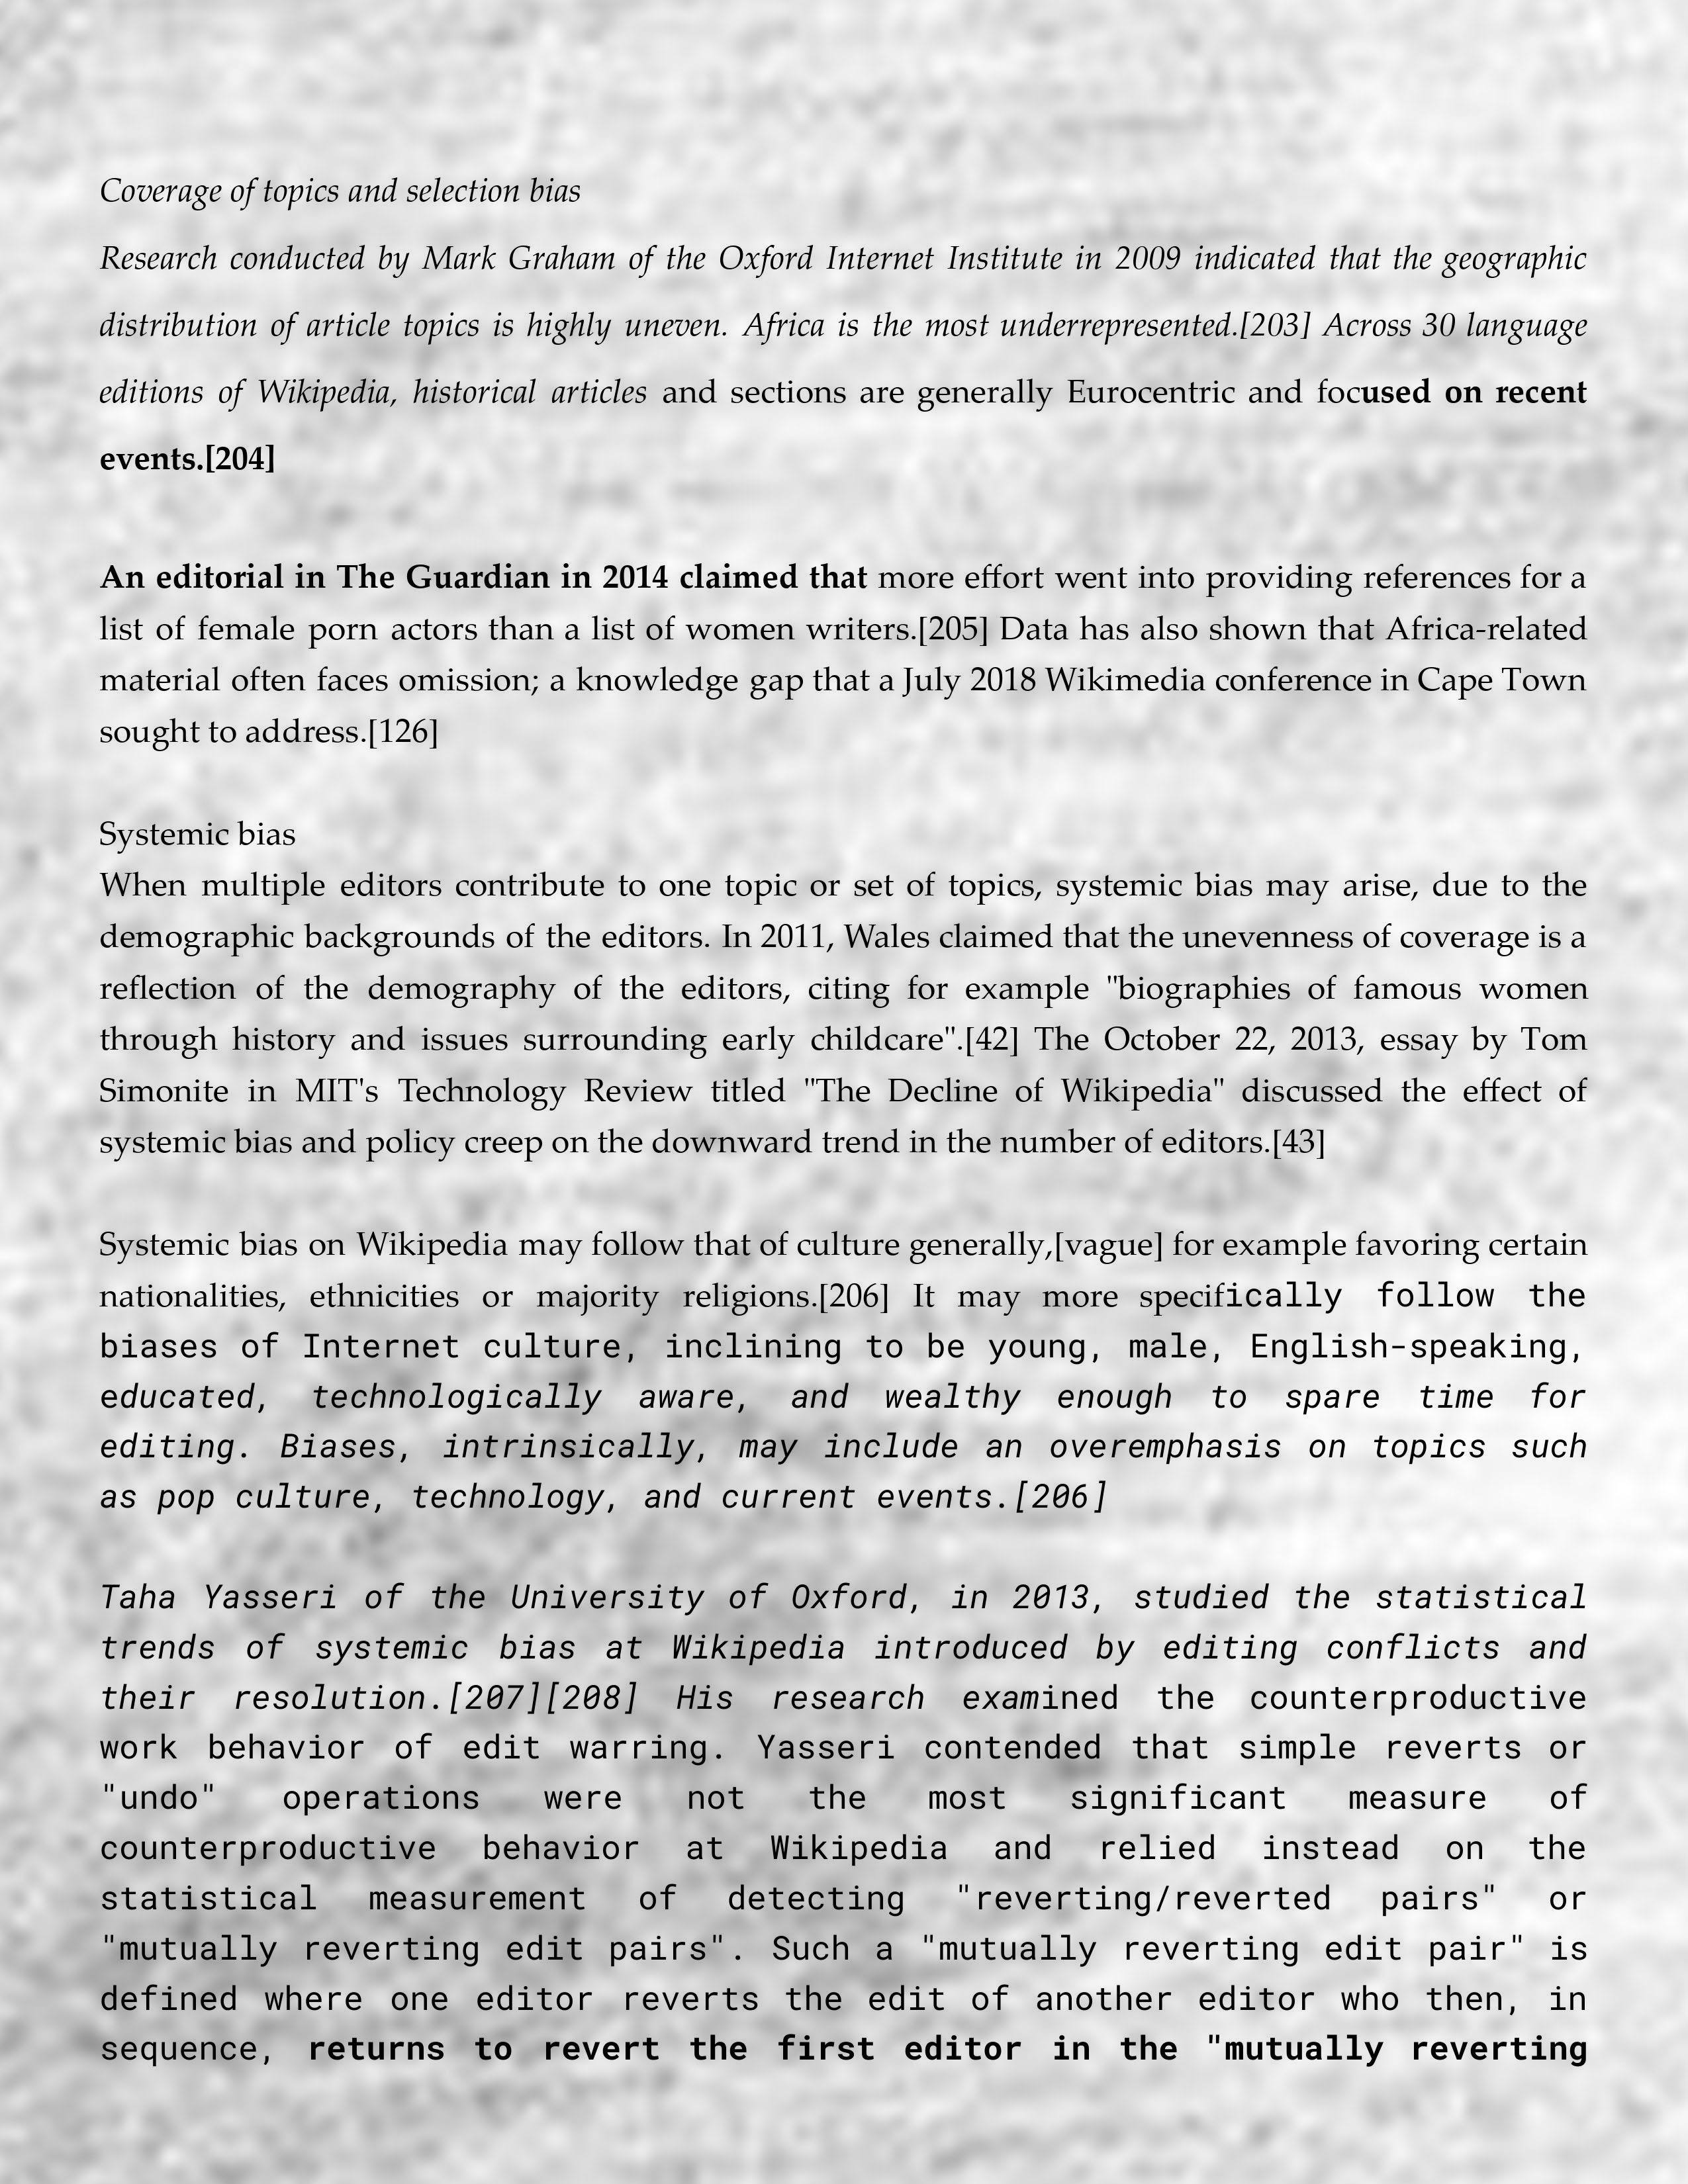 Coverage of topics and selection bias
Research conducted by Mark Graham of the Oxford Internet Institute in 2009 indicated that the geographic
distribution of article topics is highly uneven. Africa is the most underrepresented.[203] Across 30 language
editions of Wikipedia, historical articles and sections are generally Eurocentric and focused on recent
events.[204]
An editorial in The Guardian in 2014 claimed that more effort went into providing references for a
list of female porn actors than a list of women writers.[205] Data has also shown that Africa-related
material often faces omission; a knowledge gap that a July 2018 Wikimedia conference in Cape Town
sought to address.[126]
Systemic bias
When multiple editors contribute to one topic or set of topics, systemic bias may arise, due to the
demographic backgrounds of the editors. In 2011, Wales claimed that the unevenness of coverage is a
reflection of the demography of the editors, citing for example "biographies of famous women
through history and issues surrounding early childcare".[42] The October 22, 2013, essay by Tom
Simonite in MIT's Technology Review titled "The Decline of Wikipedia" discussed the effect of
systemic bias and policy creep on the downward trend in the number of editors.[43]
Systemic bias on Wikipedia may follow that of culture generally,[vague] for example favoring certain
nationalities, ethnicities or majority religions.[206] It may more specifically follow the
biases of Internet culture, inclining to be young, male, English-speaking,
educated, technologically aware, and wealthy enough to spare time for
editing. Biases, intrinsically, may include an overemphasis on topics such
as pop culture, technology, and current events.[206]
Taha Yasseri of the University of Oxford, in 2013, studied the statistical
trends of systemic bias at Wikipedia introduced by editing conflicts and
their resolution.[207][208] His research examined the counterproductive
work behavior of edit warring. Yasseri contended that simple reverts or
"undo" operations were not the most significant measure of
counterproductive behavior at Wikipedia and relied instead on the
statistical measurement of detecting "reverting/reverted pairs" or
"mutually reverting edit pairs". Such a "mutually reverting edit pair" is
defined where one editor reverts the edit of another editor who then, in
sequence, returns to revert the first editor in the "mutually reverting